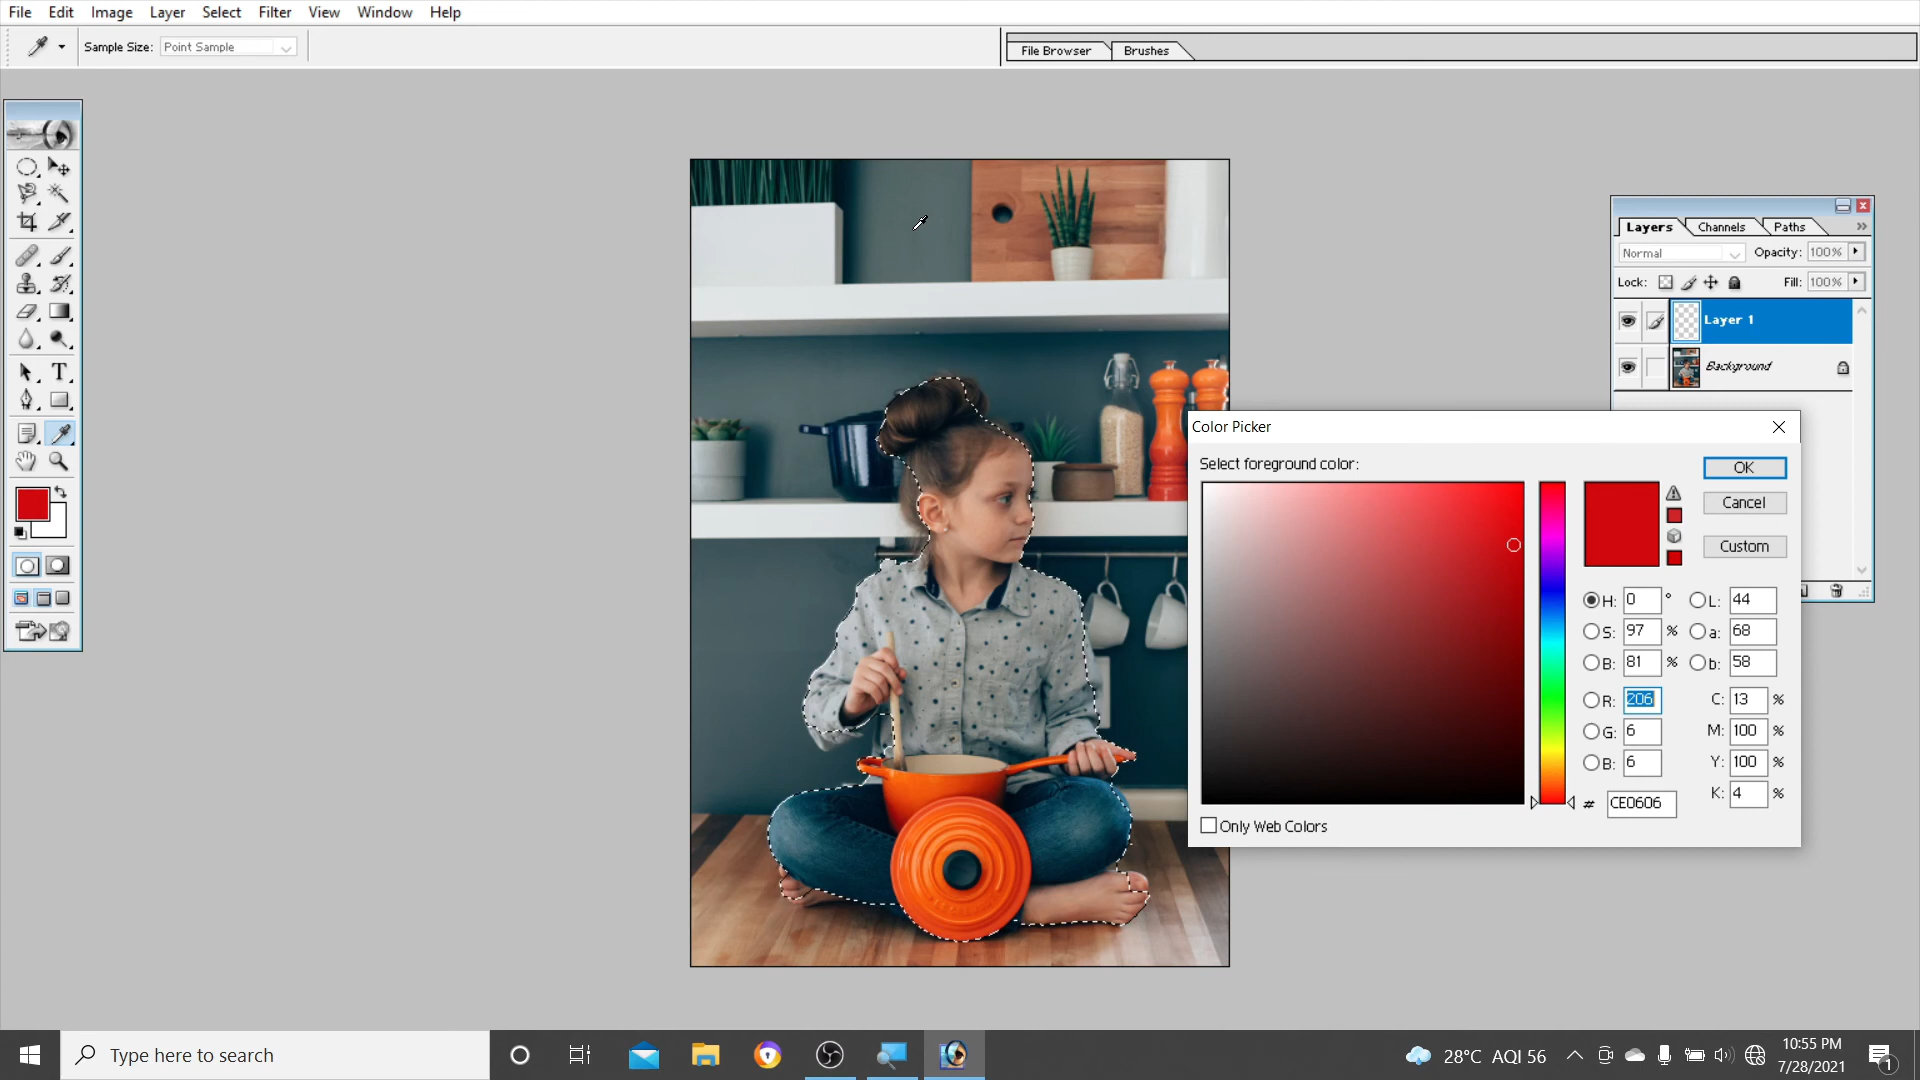 File Edit Image Layer Select Filter View Window Help
Sample Size: Point Sample
File Browser Brushes
Layers Channels Paths
Normal Opacity: 100%
Lock: Fill: 100%
Layer 1
Background
Color Picker
Select foreground color:
OK
Cancel
Custom
H: 0 ° L: 44
S: 97 % a: 68
B: 81 % b: 58
R: 206 C: 13 %
G: 6 M: 100 %
B: 6 Y: 100 %
# CE0606 K: 4 %
Only Web Colors
T
Type here to search
28°C AQI 56
10:55 PM
7/28/2021
1